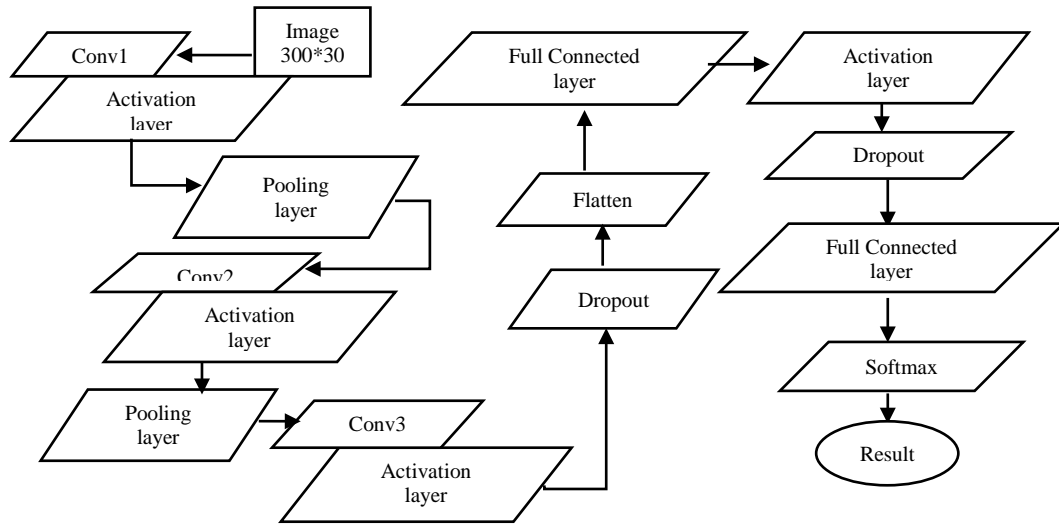 Image
300*30
Conv1
Activation
layer
Pooling
layer
Conv2
Activation
layer
Pooling
layer
Conv3
Activation
layer
Dropout
Flatten
Full Connected
layer
Activation
layer
Dropout
Full Connected
layer
Softmax
Result